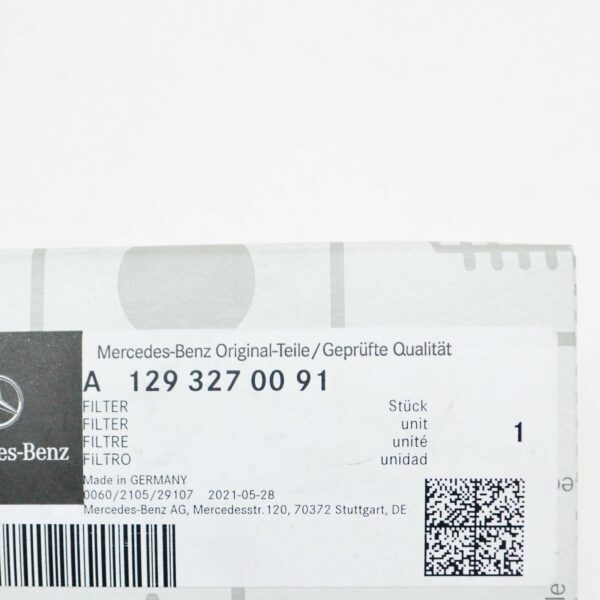 Mercedes-Benz Original-Teile/Geprüfte Qualität
A 129 327 00 91
FILTER Stück
FILTER unit
FILTRE unité
FILTRO unidad
1
es-Benz
Made in GERMANY
0060/2105/29107 2021-05-28
Mercedes-Benz AG, Mercedesstr.120, 70372 Stuttgart, DE